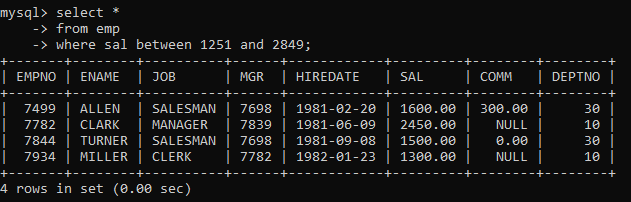 mysql> select *
    -> from emp
    -> where sal between 1251 and 2849;
+-------+--------+----------+------+------------+---------+--------+--------+
| EMPNO | ENAME  | JOB      | MGR  | HIREDATE   | SAL     | COMM   | DEPTNO |
+-------+--------+----------+------+------------+---------+--------+--------+
|  7499 | ALLEN  | SALESMAN | 7698 | 1981-02-20 | 1600.00 | 300.00 |     30 |
|  7782 | CLARK  | MANAGER  | 7839 | 1981-06-09 | 2450.00 |   NULL |     10 |
|  7844 | TURNER | SALESMAN | 7698 | 1981-09-08 | 1500.00 |   0.00 |     30 |
|  7934 | MILLER | CLERK    | 7782 | 1982-01-23 | 1300.00 |   NULL |     10 |
+-------+--------+----------+------+------------+---------+--------+--------+
4 rows in set (0.00 sec)